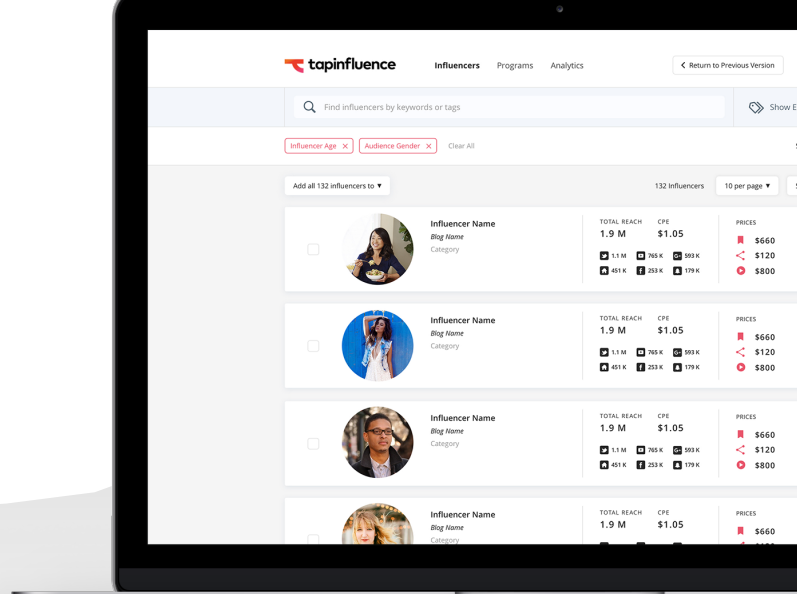 tapinfluence
Influencers Programs Analytics
Return to Previous Version
Find influencers by keywords or tags
Show E
Influencer Age Audience Gender Clear All
Add all 132 influencers to
132 Influencers
10 per page
Influencer Name
Blog Name
Category
TOTAL REACH CPE
1.9 M $1.05
1.1 M 765 K 593 K
451 K 253 K 179 K
PRICES
$660
$120
$800
Influencer Name
Blog Name
Category
TOTAL REACH CPE
1.9 M $1.05
1.1 M 765 K 593 K
451 K 253 K 179 K
PRICES
$660
$120
$800
Influencer Name
Blog Name
Category
TOTAL REACH CPE
1.9 M $1.05
1.1 M 765 K 593 K
451 K 253 K 179 K
PRICES
$660
$120
$800
Influencer Name
Blog Name
Category
TOTAL REACH CPE
1.9 M $1.05
PRICES
$660